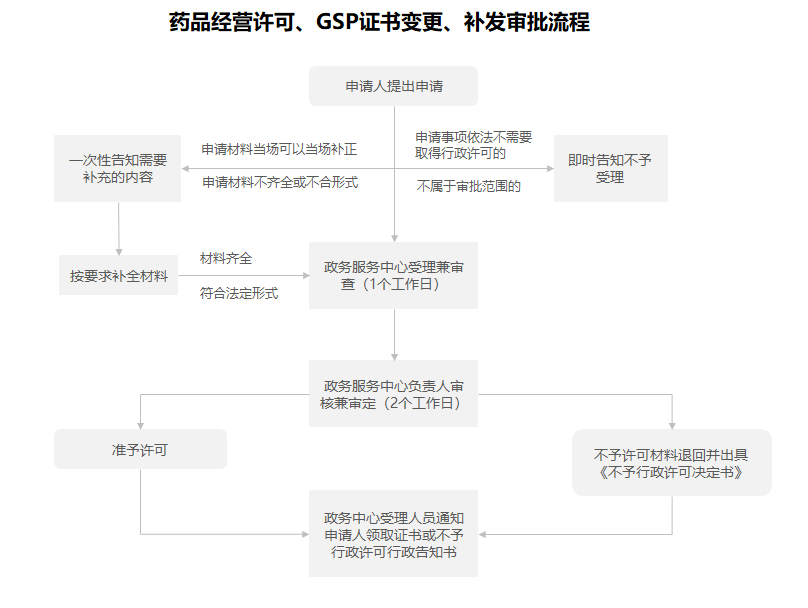 药品经营许可、GSP证书变更、补发审批流程
申请人提出申请
一次性告知需要
补充的内容
申请材料当场可以当场补正
申请材料不齐全或不合形式
申请事项依法不需要
取得行政许可的
不属于审批范围的
即时告知不予
受理
按要求补全材料
材料齐全
符合法定形式
政务服务中心受理兼审
查（1个工作日）
政务服务中心负责人审
核兼审定（2个工作日）
准予许可
不予许可材料退回并出具
《不予行政许可决定书》
政务中心受理人员通知
申请人领取证书或不予
行政许可行政告知书